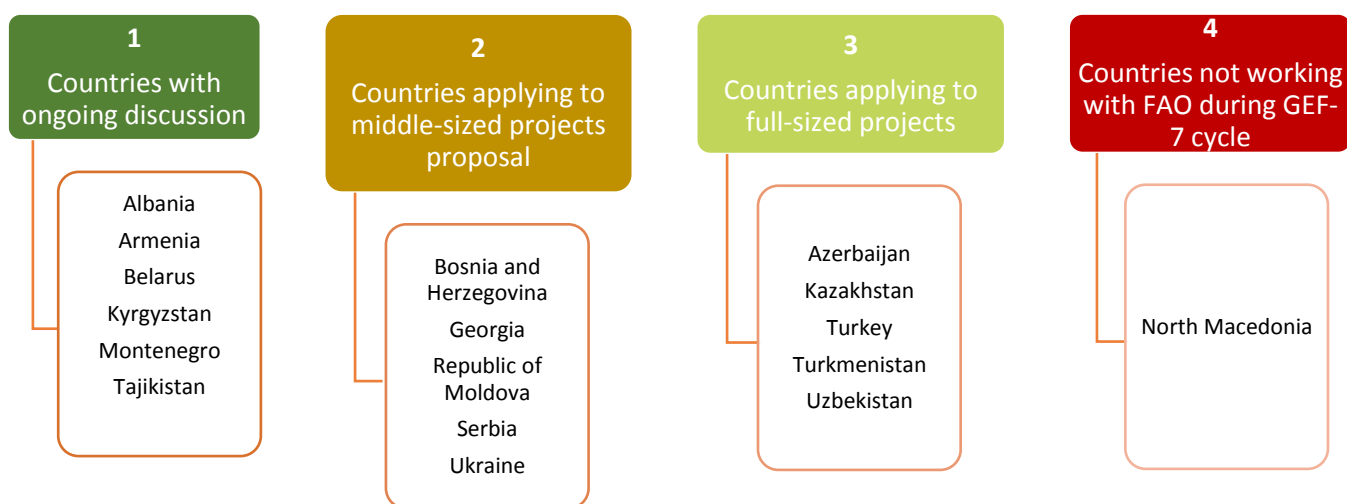 1
Countries with
ongoing discussion
Albania
Armenia
Belarus
Kyrgyzstan
Montenegro
Tajikistan
2
Countries applying to
middle-sized projects
proposal
Bosnia and
Herzegovina
Georgia
Republic of
Moldova
Serbia
Ukraine
3
Countries applying to
full-sized projects
Azerbaijan
Kazakhstan
Turkey
Turkmenistan
Uzbekistan
4
Countries not working
with FAO during GEF-
7 cycle
North Macedonia